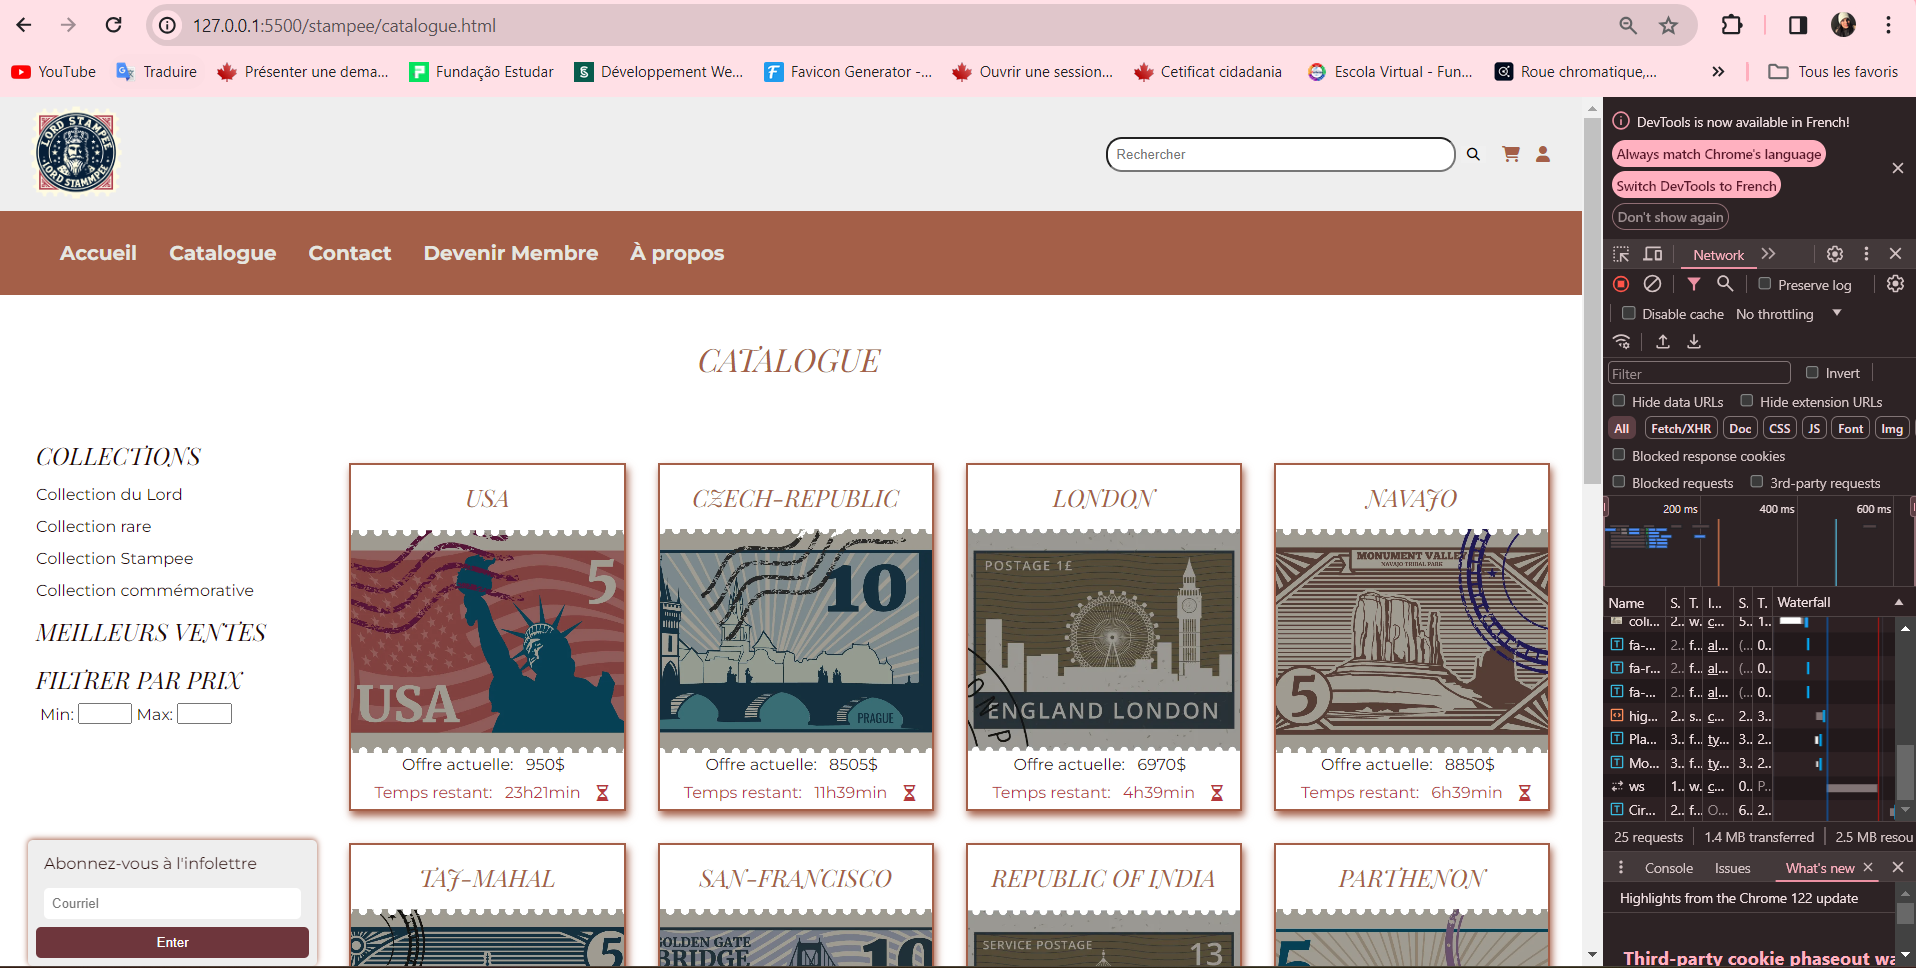 127.0.0.1:5500/stampee/catalogue.html
YouTube
Traduire
Présenter une dema...
Fundação Estudar
Développement We...
Favicon Generator -...
Ouvrir une session...
Cetificat cidadania
Escola Virtual - Fun...
Roue chromatique,...
Tous les favoris
LORD STAMPEE
LORD STAMMPEE
Rechercher
Accueil
Catalogue
Contact
Devenir Membre
À propos
CATALOGUE
COLLECTIONS
Collection du Lord
Collection rare
Collection Stampee
Collection commémorative
MEILLEURS VENTES
FILTRER PAR PRIX
Min:
Max:
Abonnez-vous à l'infolettre
Courriel
Enter
USA
5
USA
Offre actuelle: 950$
Temps restant: 23h21min
CZECH-REPUBLIC
10
PRAGUE
Offre actuelle: 8505$
Temps restant: 11h39min
LONDON
POSTAGE 1£
ENGLAND LONDON
Offre actuelle: 6970$
Temps restant: 4h39min
NAVAJO
MONUMENT VALLEY
NAVAJO TRIBAL PARK
5
Offre actuelle: 8850$
Temps restant: 6h39min
TAJ-MAHAL
5
SAN-FRANCISCO
GOLDEN GATE
BRIDGE
10
REPUBLIC OF INDIA
SERVICE POSTAGE
13
PARTHENON
5
DevTools is now available in French!
Always match Chrome's language
Switch DevTools to French
Don't show again
Network
Preserve log
Disable cache
No throttling
Filter
Invert
Hide data URLs
Hide extension URLs
All
Fetch/XHR
Doc
CSS
JS
Font
Img
Blocked response cookies
Blocked requests
3rd-party requests
200 ms
400 ms
600 ms
Name S. T. I... S. T. Waterfall
coli... 2.. w. c... 5.. 1..
fa-... 2.. f.. al... (... 0..
fa-r... 2.. f.. al... (... 0..
fa-... 2.. f.. al... (... 0..
hig... 2.. s.. c... 2.. 3..
Pla... 3.. f.. ty... 3.. 2..
Mo... 3.. f.. ty... 3.. 2..
ws 1.. w.. c... 0.. P..
Cir... 2.. f.. O... 6.. 2..
25 requests
1.4 MB transferred
2.5 MB resou
Console
Issues
What's new
Highlights from the Chrome 122 update
Third-party cookie phaseout wa